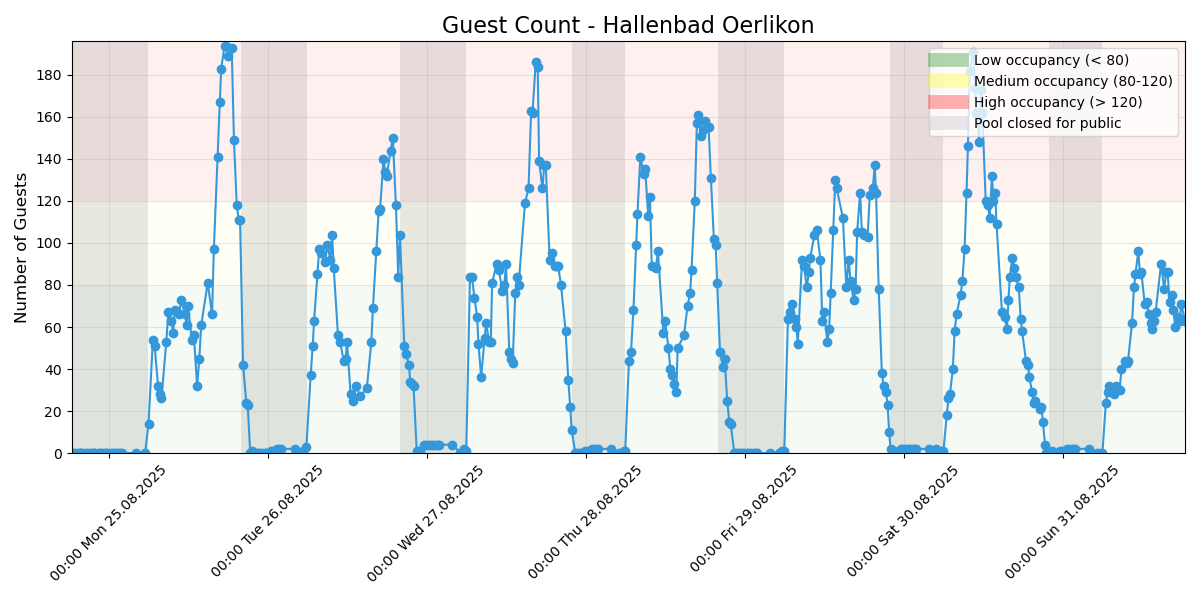 Guest Count - Hallenbad Oerlikon
Number of Guests
180
160
140
120
100
80
60
40
20
0
Low occupancy (< 80)
Medium occupancy (80-120)
High occupancy (> 120)
Pool closed for public
00:00 Mon 25.08.2025
00:00 Tue 26.08.2025
00:00 Wed 27.08.2025
00:00 Thu 28.08.2025
00:00 Fri 29.08.2025
00:00 Sat 30.08.2025
00:00 Sun 31.08.2025